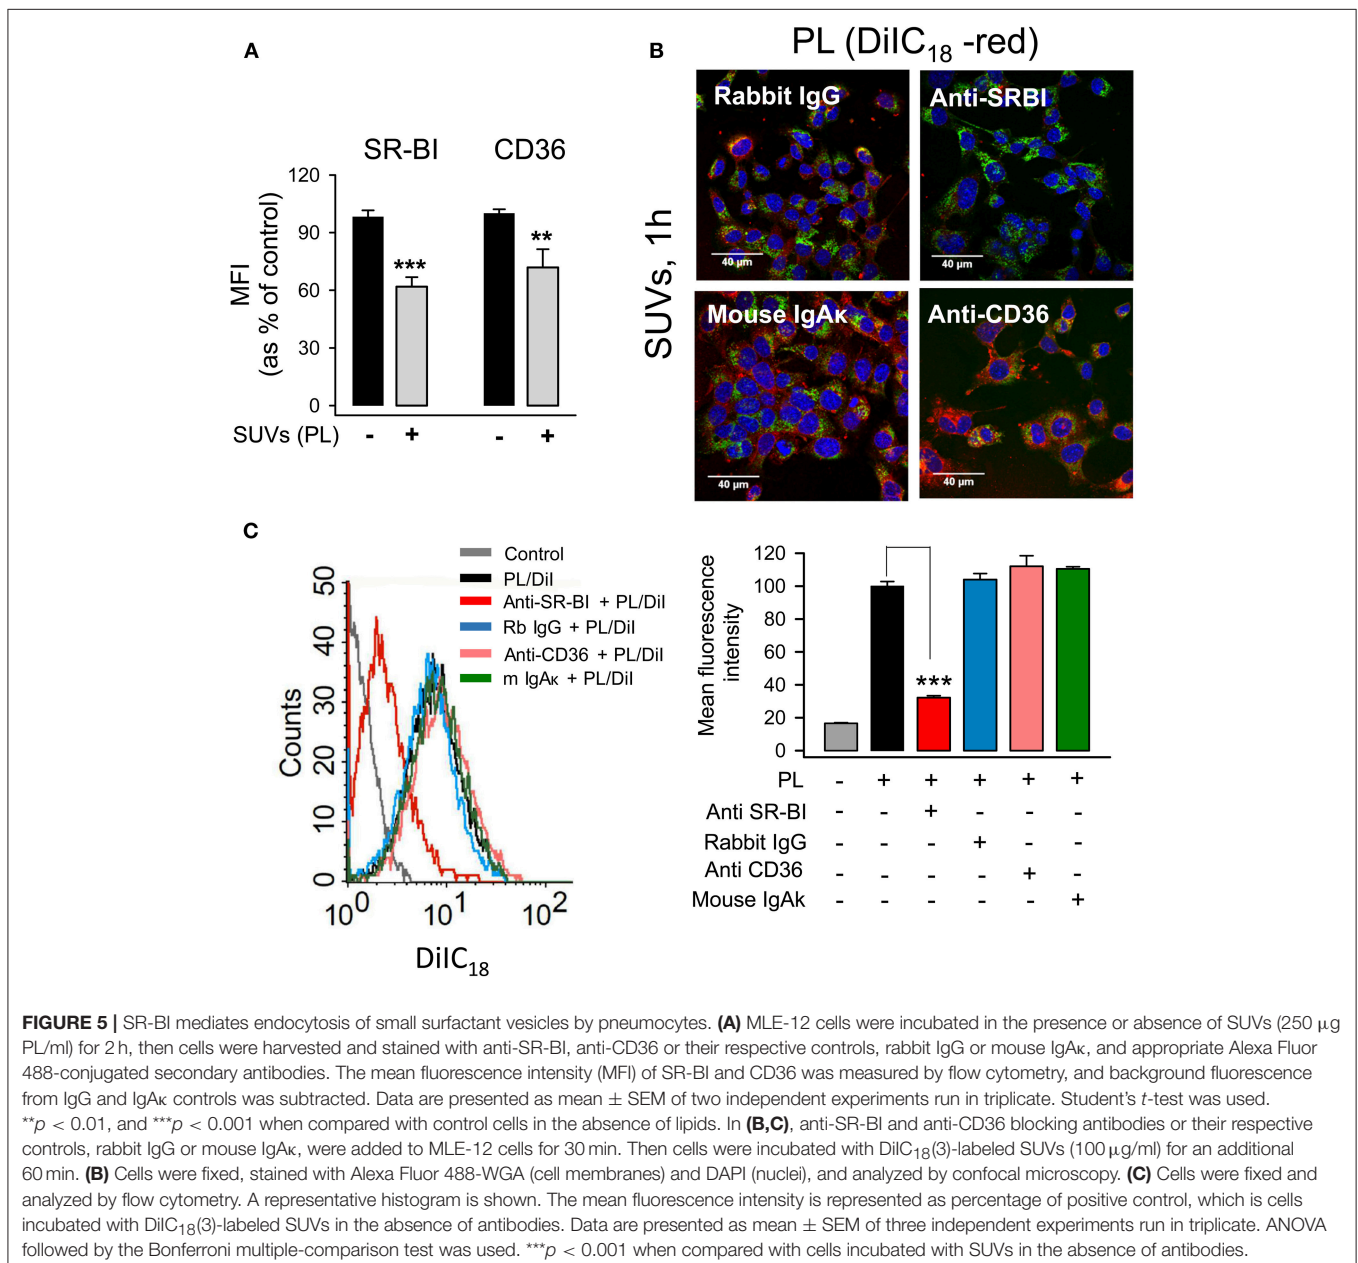 A
SR-BI CD36
120
90
60
30
0
MFI
(as % of control)
***
**
SUVs (PL) - + - +
B
PL (DiIC18 -red)
SUVs, 1h
Rabbit IgG
40 µm
Anti-SRBI
40 µm
Mouse IgAκ
40 µm
Anti-CD36
40 µm
C
Control
PL/DiI
Anti-SR-BI + PL/DiI
Rb IgG + PL/DiI
Anti-CD36 + PL/DiI
m IgAκ + PL/DiI
50
40
30
20
10
0
Counts
10^0 10^1 10^2
DiIC18
120
100
80
60
40
20
0
Mean fluorescence
intensity
***
PL - + + + + +
Anti SR-BI - - + - - -
Rabbit IgG - - - + - -
Anti CD36 - - - - + -
Mouse IgAk - - - - - +
FIGURE 5 | SR-BI mediates endocytosis of small surfactant vesicles by pneumocytes. (A) MLE-12 cells were incubated in the presence or absence of SUVs (250 µg
PL/ml) for 2 h, then cells were harvested and stained with anti-SR-BI, anti-CD36 or their respective controls, rabbit IgG or mouse IgAκ, and appropriate Alexa Fluor
488-conjugated secondary antibodies. The mean fluorescence intensity (MFI) of SR-BI and CD36 was measured by flow cytometry, and background fluorescence
from IgG and IgAκ controls was subtracted. Data are presented as mean ± SEM of two independent experiments run in triplicate. Student's t-test was used.
**p < 0.01, and ***p < 0.001 when compared with control cells in the absence of lipids. In (B,C), anti-SR-BI and anti-CD36 blocking antibodies or their respective
controls, rabbit IgG or mouse IgAκ, were added to MLE-12 cells for 30 min. Then cells were incubated with DiIC18(3)-labeled SUVs (100 µg/ml) for an additional
60 min. (B) Cells were fixed, stained with Alexa Fluor 488-WGA (cell membranes) and DAPI (nuclei), and analyzed by confocal microscopy. (C) Cells were fixed and
analyzed by flow cytometry. A representative histogram is shown. The mean fluorescence intensity is represented as percentage of positive control, which is cells
incubated with DiIC18(3)-labeled SUVs in the absence of antibodies. Data are presented as mean ± SEM of three independent experiments run in triplicate. ANOVA
followed by the Bonferroni multiple-comparison test was used. ***p < 0.001 when compared with cells incubated with SUVs in the absence of antibodies.